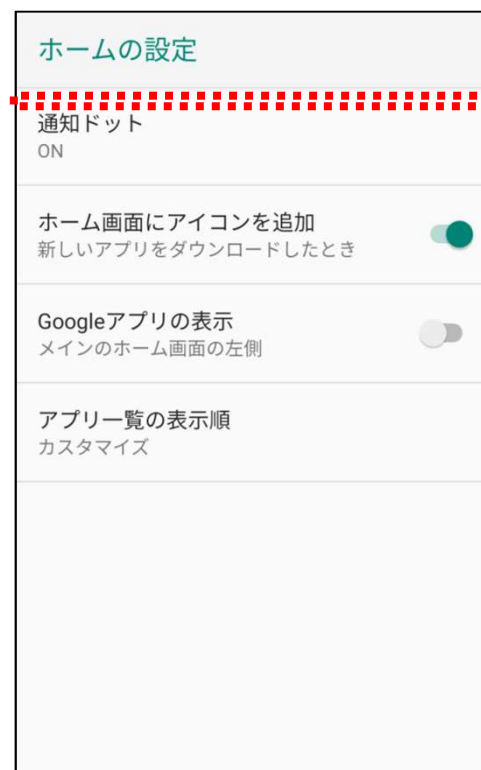 ホームの設定
通知ドット
ON
ホーム画面にアイコンを追加
新しいアプリをダウンロードしたとき
Googleアプリの表示
メインのホーム画面の左側
アプリ一覧の表示順
カスタマイズ